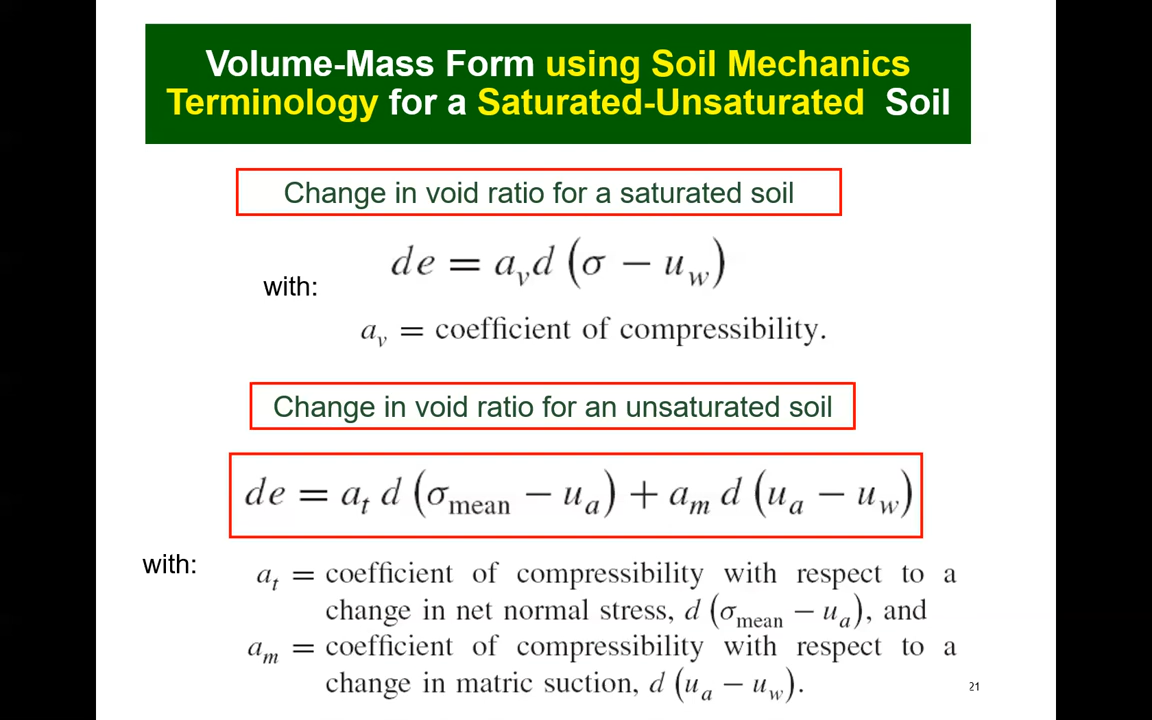 Volume-Mass Form using Soil Mechanics
Terminology for a Saturated-Unsaturated Soil
Change in void ratio for a saturated soil
de = a_v d (σ − u_w)
with:
a_v = coefficient of compressibility.
Change in void ratio for an unsaturated soil
de = a_t d (σ_mean − u_a) + a_m d (u_a − u_w)
with:
a_t = coefficient of compressibility with respect to a
change in net normal stress, d (σ_mean − u_a), and
a_m = coefficient of compressibility with respect to a
change in matric suction, d (u_a − u_w).
21